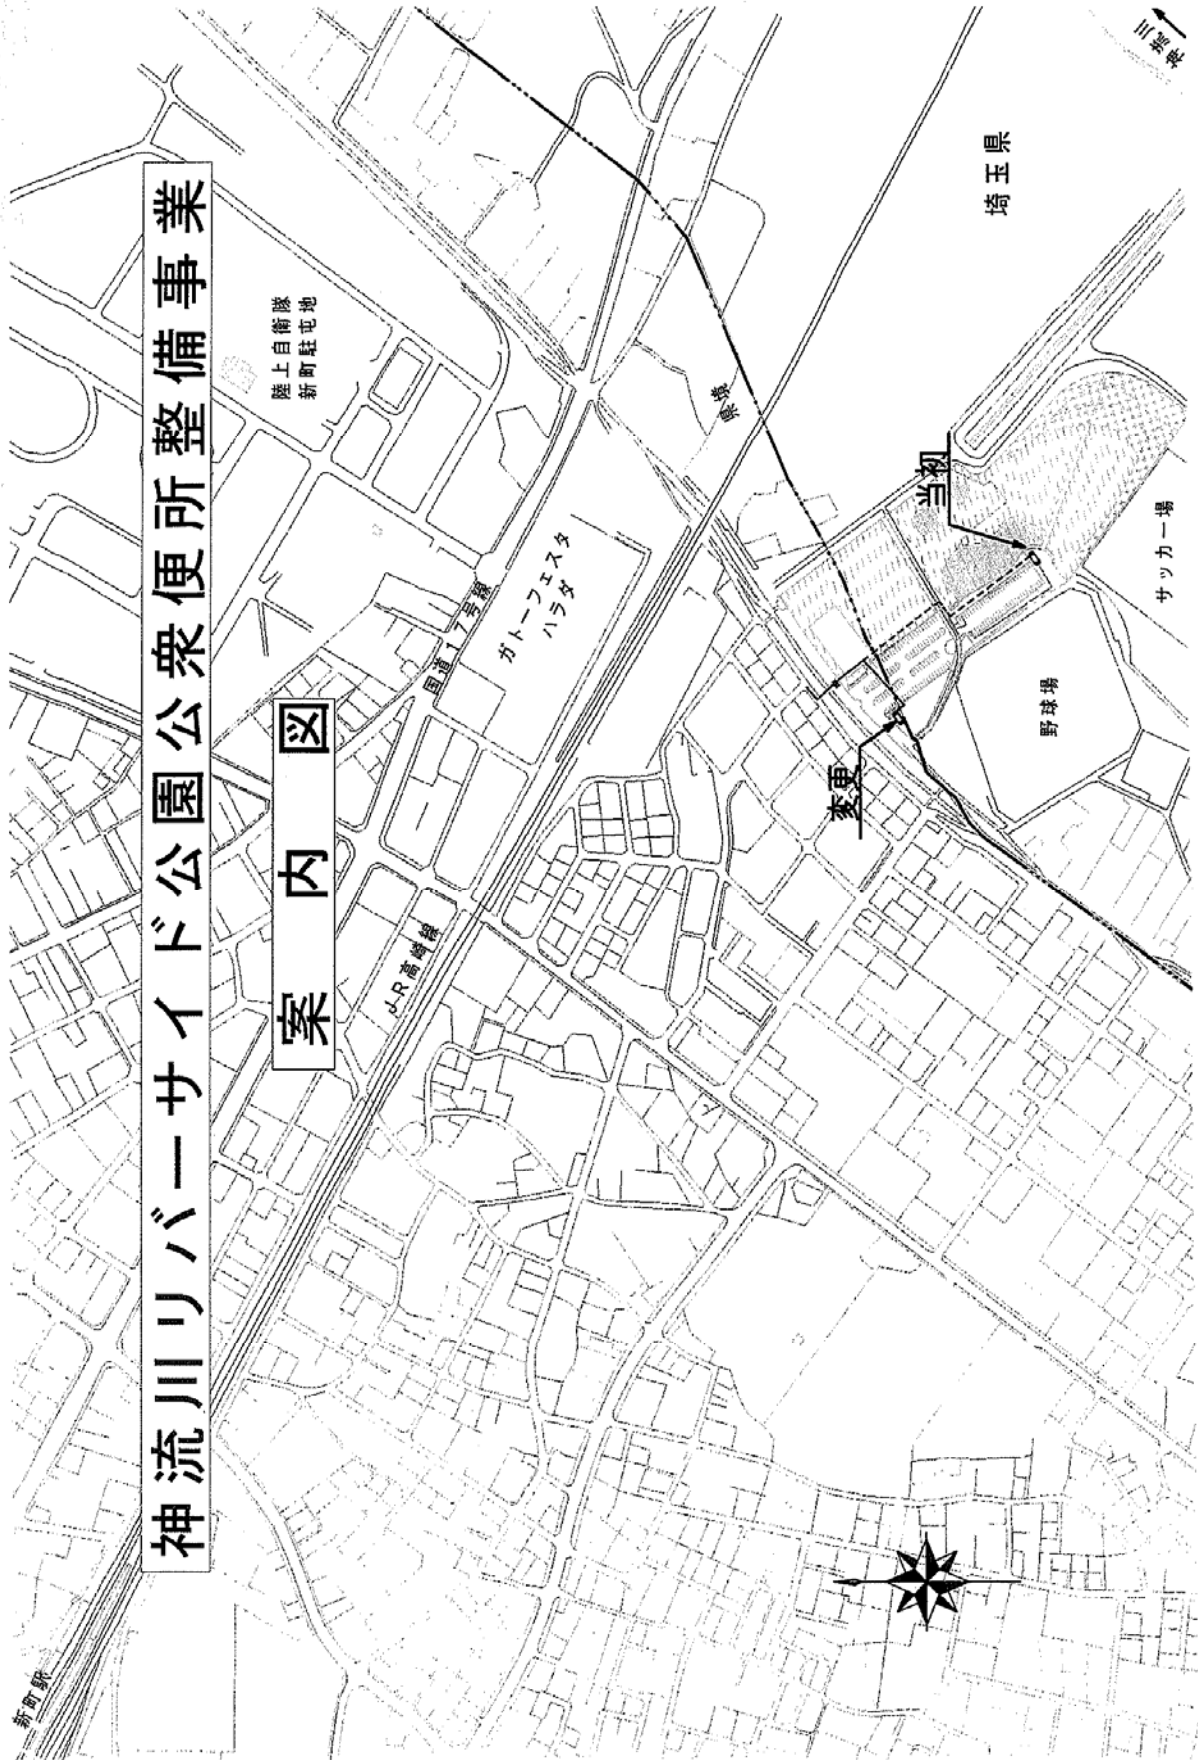 神流川リバーサイド公園公衆便所整備事業
案内図
陸上自衛隊
新町駐屯地
国道17号線
ガトーフェスタ
ハラダ
JR高崎線
新町駅
県境
埼玉県
当初
変更
野球場
サッカー場